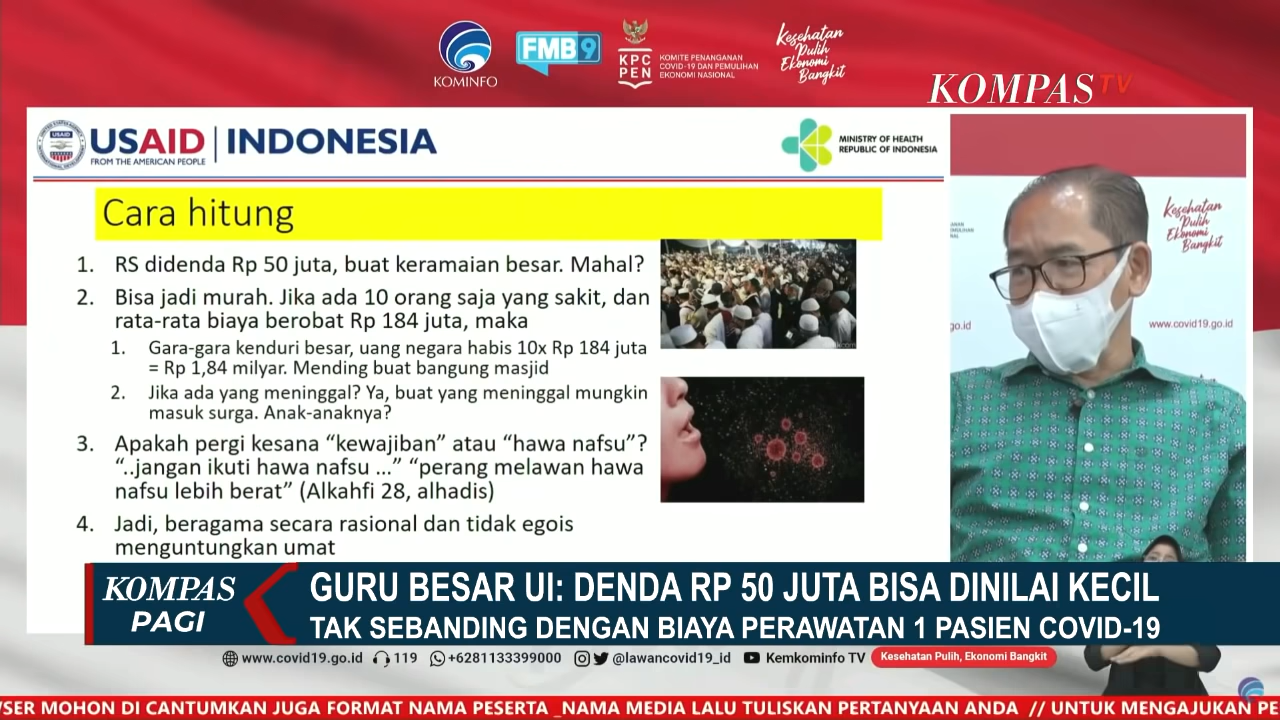 KOMINFO
FMB9
KPC
PEN
KOMITE PENANGANAN
COVID-19 DAN PEMULIHAN
EKONOMI NASIONAL
Kesehatan
Pulih
Ekonomi
Bangkit
KOMPAS TV
USAID
FROM THE AMERICAN PEOPLE
INDONESIA
MINISTRY OF HEALTH
REPUBLIC OF INDONESIA
Cara hitung
1. RS didenda Rp 50 juta, buat keramaian besar. Mahal?
2. Bisa jadi murah. Jika ada 10 orang saja yang sakit, dan
rata-rata biaya berobat Rp 184 juta, maka
1. Gara-gara kenduri besar, uang negara habis 10x Rp 184 juta
= Rp 1,84 milyar. Mending buat bangung masjid
2. Jika ada yang meninggal? Ya, buat yang meninggal mungkin
masuk surga. Anak-anaknya?
3. Apakah pergi kesana “kewajiban” atau “hawa nafsu”?
“..jangan ikuti hawa nafsu ...” “perang melawan hawa
nafsu lebih berat” (Alkahfi 28, alhadis)
4. Jadi, beragama secara rasional dan tidak egois
menguntungkan umat
Kesehatan
Pulih
Ekonomi
Bangkit
go.id
www.covid19.go.id
KOMPAS
PAGI
GURU BESAR UI: DENDA RP 50 JUTA BISA DINILAI KECIL
TAK SEBANDING DENGAN BIAYA PERAWATAN 1 PASIEN COVID-19
www.covid19.go.id 119 +6281133399000 @lawancovid19_id Kemkominfo TV Kesehatan Pulih, Ekonomi Bangkit
WSER MOHON DI CANTUMKAN JUGA FORMAT NAMA PESERTA _NAMA MEDIA LALU TULISKAN PERTANYAAN ANDA // UNTUK MENGAJUKAN PE